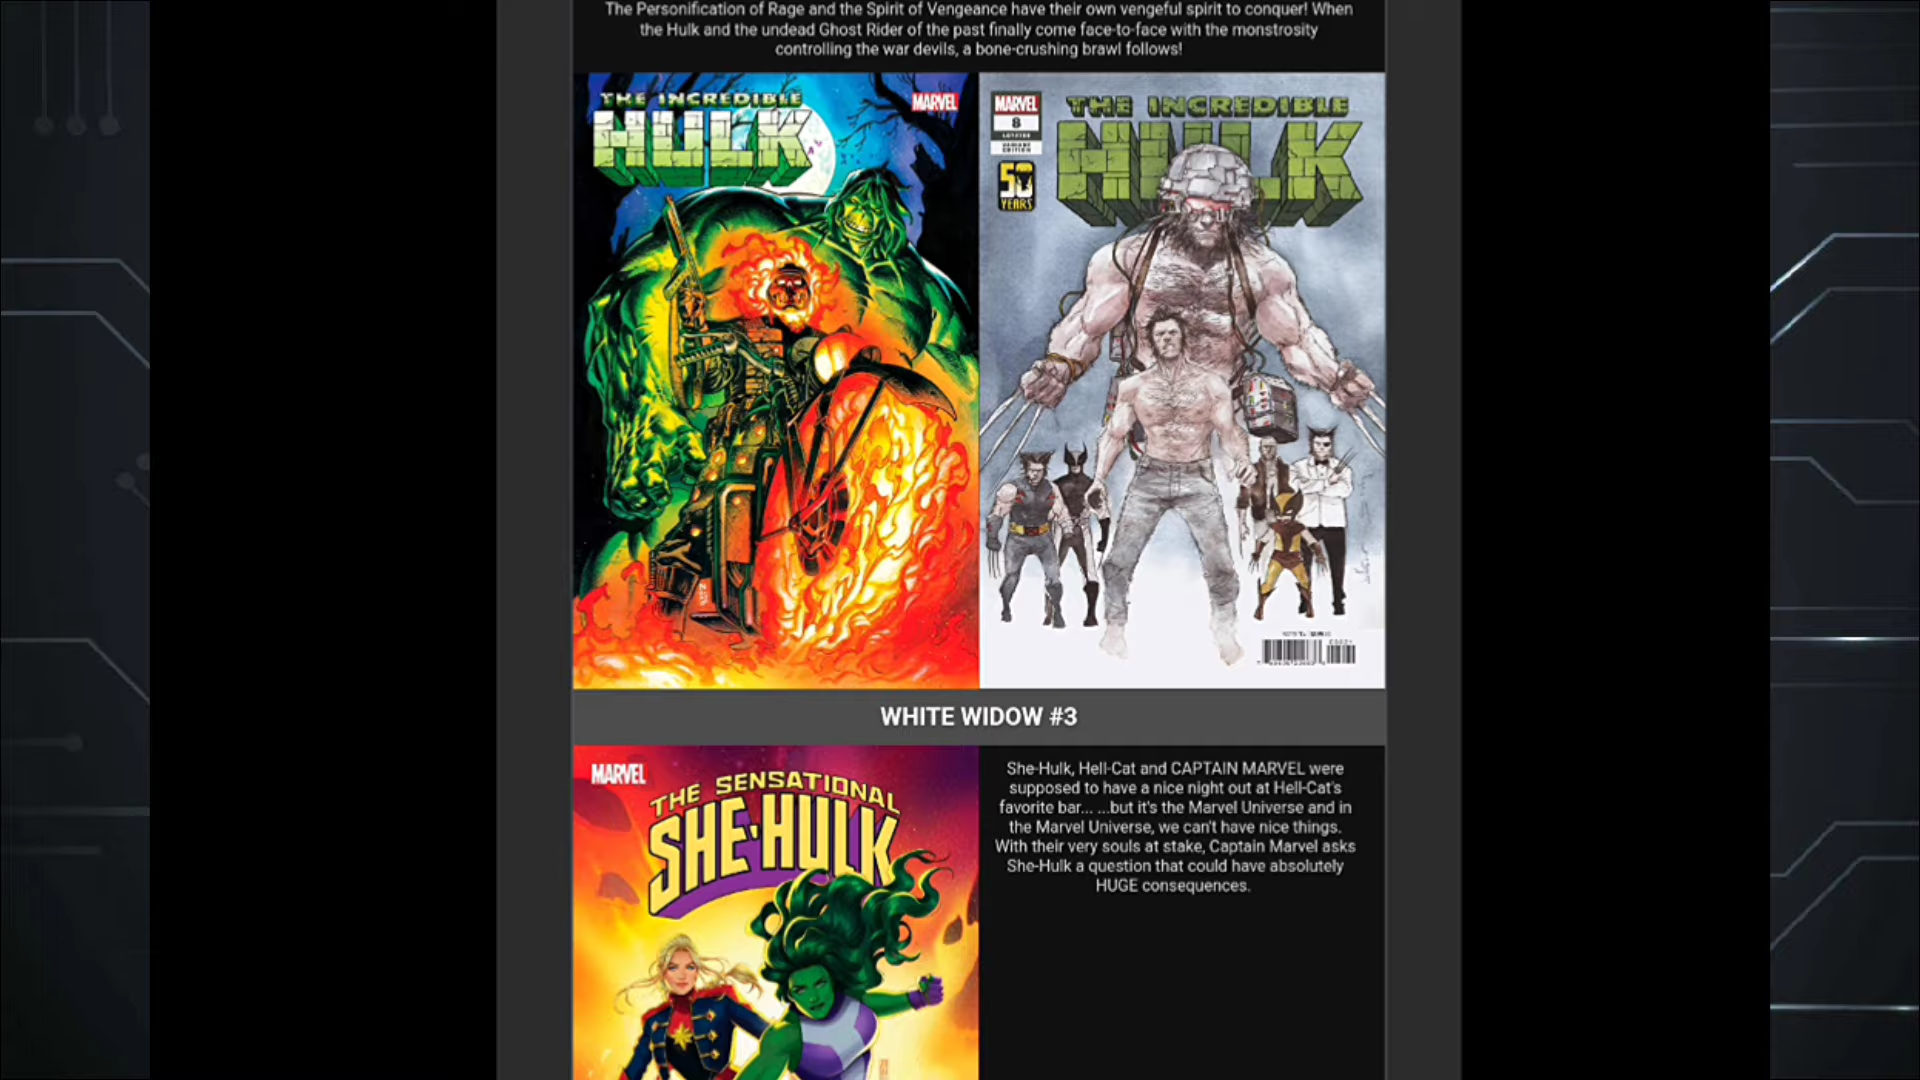 The Personification of Rage and the Spirit of Vengeance have their own vengeful spirit to conquer! When
the Hulk and the undead Ghost Rider of the past finally come face-to-face with the monstrosity
controlling the war devils, a bone-crushing brawl follows!
THE INCREDIBLE
HULK
MARVEL
MARVEL
8
VARIANT
EDITION
50
YEARS
THE INCREDIBLE
HULK
WHITE WIDOW #3
MARVEL
THE SENSATIONAL
SHE-HULK
She-Hulk, Hell-Cat and CAPTAIN MARVEL were
supposed to have a nice night out at Hell-Cat's
favorite bar... ...but it's the Marvel Universe and in
the Marvel Universe, we can't have nice things.
With their very souls at stake, Captain Marvel asks
She-Hulk a question that could have absolutely
HUGE consequences.